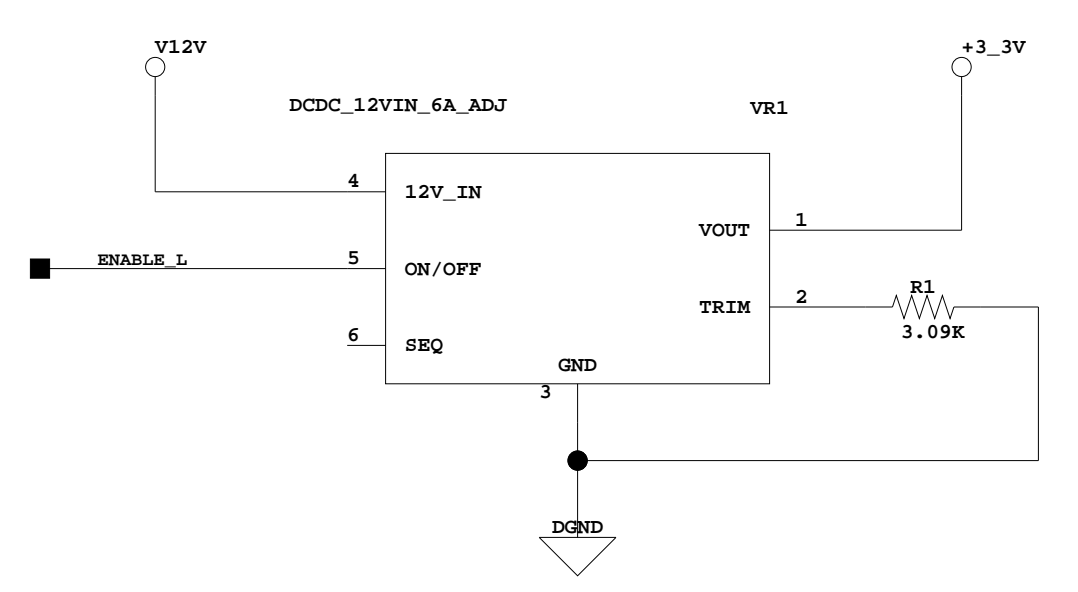 V12V
+3_3V
DCDC_12VIN_6A_ADJ
VR1
4
12V_IN
1
VOUT
ENABLE_L
5
ON/OFF
R1
2
TRIM
3.09K
6
SEQ
GND
3
DGND